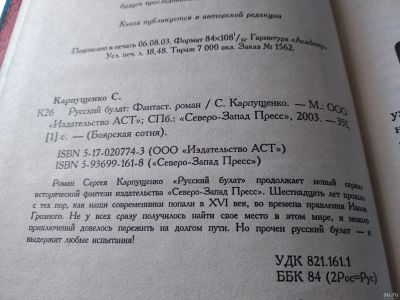 будут преследоват
Книга публикуется в авторской редакции
Подписано в печать 06.08.03. Формат 84×108¹/₃₂. Гарнитура «Academy».
Усл. печ. л. 18,48. Тираж 7 000 экз. Заказ № 1562.
Карпущенко С.
К26 Русский булат: Фантаст. роман / С. Карпущенко. — М.: ООО
«Издательство АСТ»; СПб.: «Северо-Запад Пресс», 2003. — 351,
[1] с. — (Боярская сотня).
ISBN 5-17-020774-3 (ООО «Издательство АСТ»)
ISBN 5-93699-161-8 («Северо-Запад Пресс»)
Роман Сергея Карпущенко «Русский булат» продолжает новый сериал
исторической фэнтези издательства «Северо-Запад Пресс». Шестнадцать лет прошло
с тех пор, как наши современники попали в XVI век, во времена правления Ивана
Грозного. Не у всех сразу получилось найти свое место в этом мире, и немало
приключений довелось пережить на долгом пути. Но прочен русский булат — и
выдержит любые испытания!
УДК 821.161.1
ББК 84 (2Рос=Рус)
au.ru